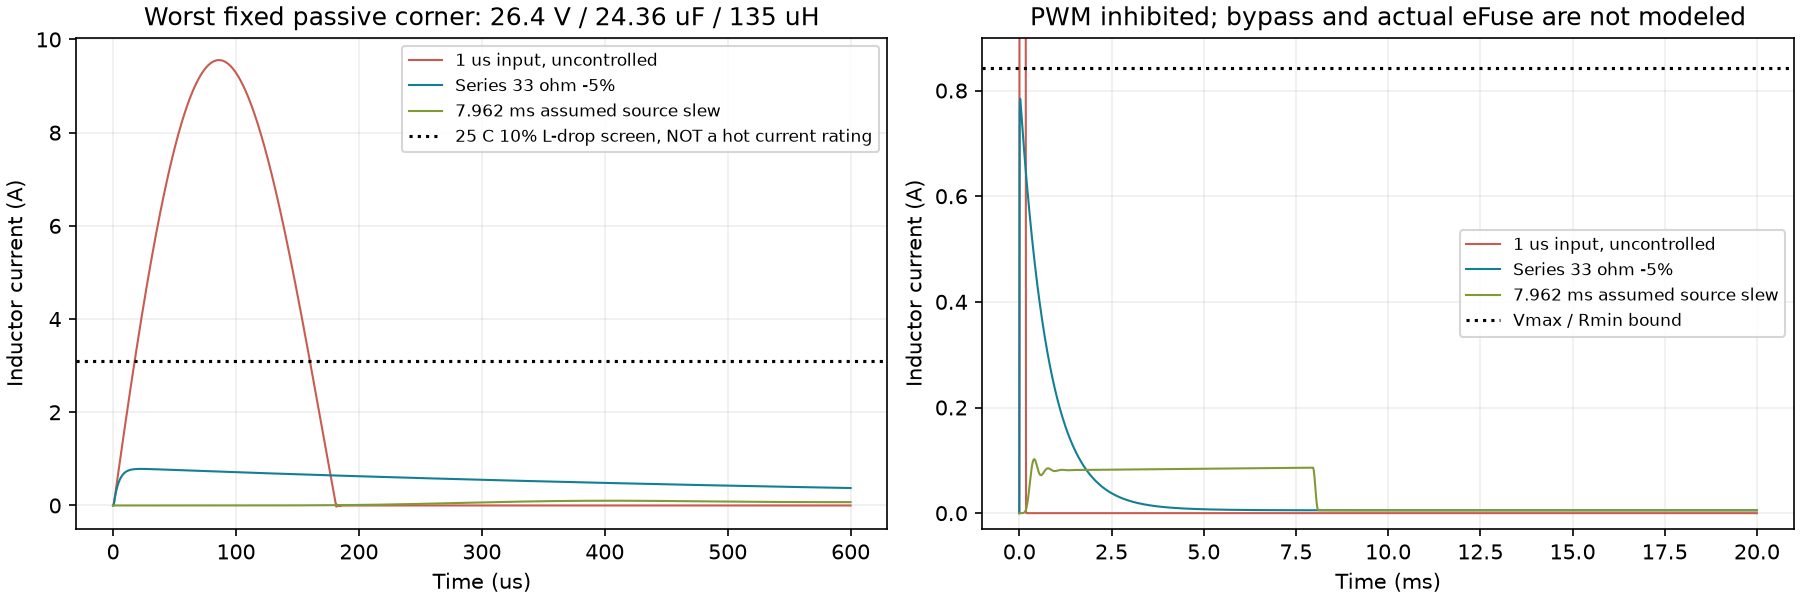 Worst fixed passive corner: 26.4 V / 24.36 uF / 135 uH
10
8
6
4
2
0
Inductor current (A)
1 us input, uncontrolled
Series 33 ohm -5%
7.962 ms assumed source slew
25 C 10% L-drop screen, NOT a hot current rating
0
100
200
300
400
500
600
Time (us)
PWM inhibited; bypass and actual eFuse are not modeled
0.8
0.6
0.4
0.2
0.0
Inductor current (A)
1 us input, uncontrolled
Series 33 ohm -5%
7.962 ms assumed source slew
Vmax / Rmin bound
0.0
2.5
5.0
7.5
10.0
12.5
15.0
17.5
20.0
Time (ms)